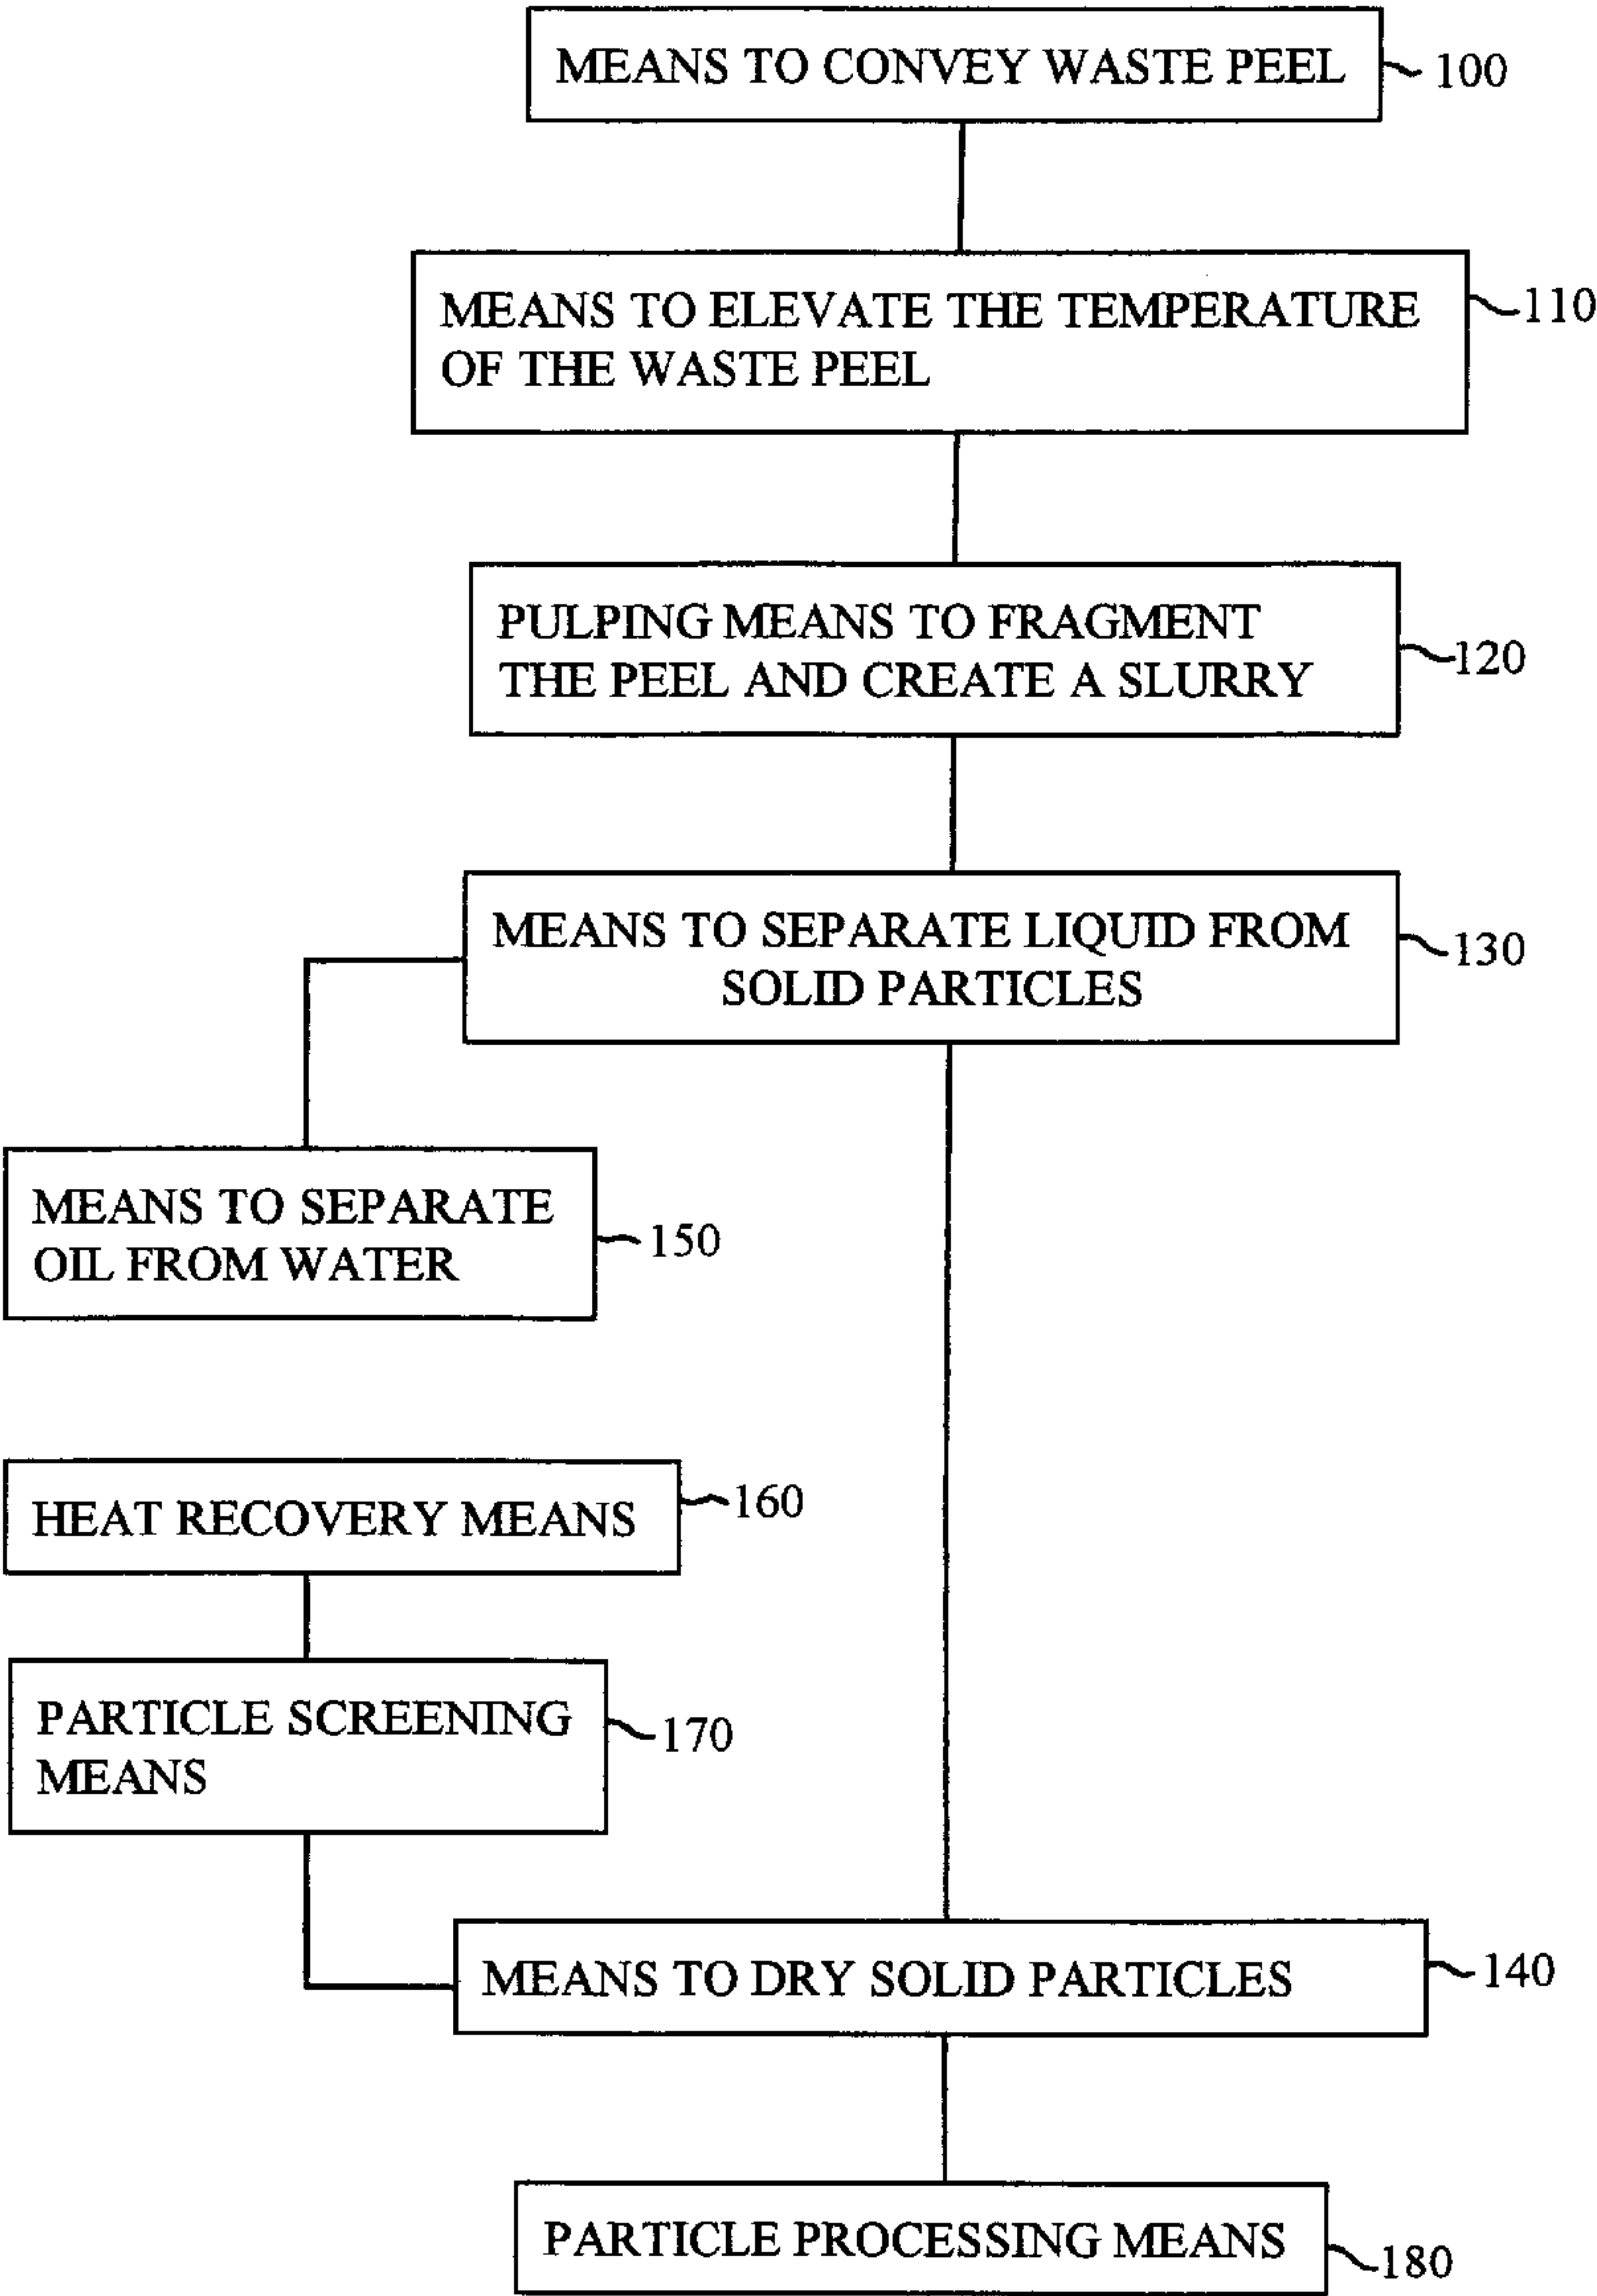 MEANS TO CONVEY WASTE PEEL
100
MEANS TO ELEVATE THE TEMPERATURE
OF THE WASTE PEEL
110
PULPING MEANS TO FRAGMENT
THE PEEL AND CREATE A SLURRY
120
MEANS TO SEPARATE LIQUID FROM
SOLID PARTICLES
130
MEANS TO SEPARATE
OIL FROM WATER
150
HEAT RECOVERY MEANS
160
PARTICLE SCREENING
MEANS
170
MEANS TO DRY SOLID PARTICLES
140
PARTICLE PROCESSING MEANS
180